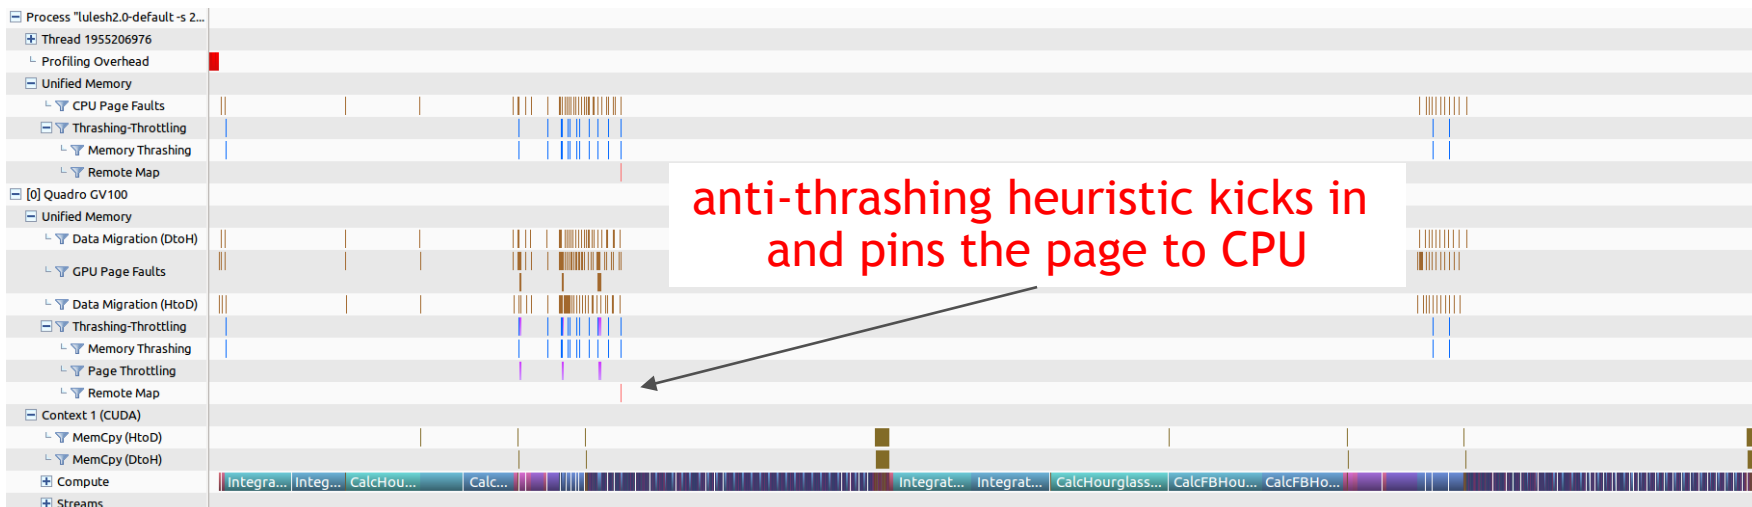 Process "lulesh2.0-default -s 2...
Thread 1955206976
Profiling Overhead
Unified Memory
CPU Page Faults
Thrashing-Throttling
Memory Thrashing
Remote Map
[0] Quadro GV100
Unified Memory
Data Migration (DtoH)
GPU Page Faults
Data Migration (HtoD)
Thrashing-Throttling
Memory Thrashing
Page Throttling
Remote Map
Context 1 (CUDA)
MemCpy (HtoD)
MemCpy (DtoH)
Compute
Streams
anti-thrashing heuristic kicks in
and pins the page to CPU
Integra... Integ... CalcHou... Calc... Integrat... Integrat... CalcHourglass... CalcFBHou... CalcFBHo...